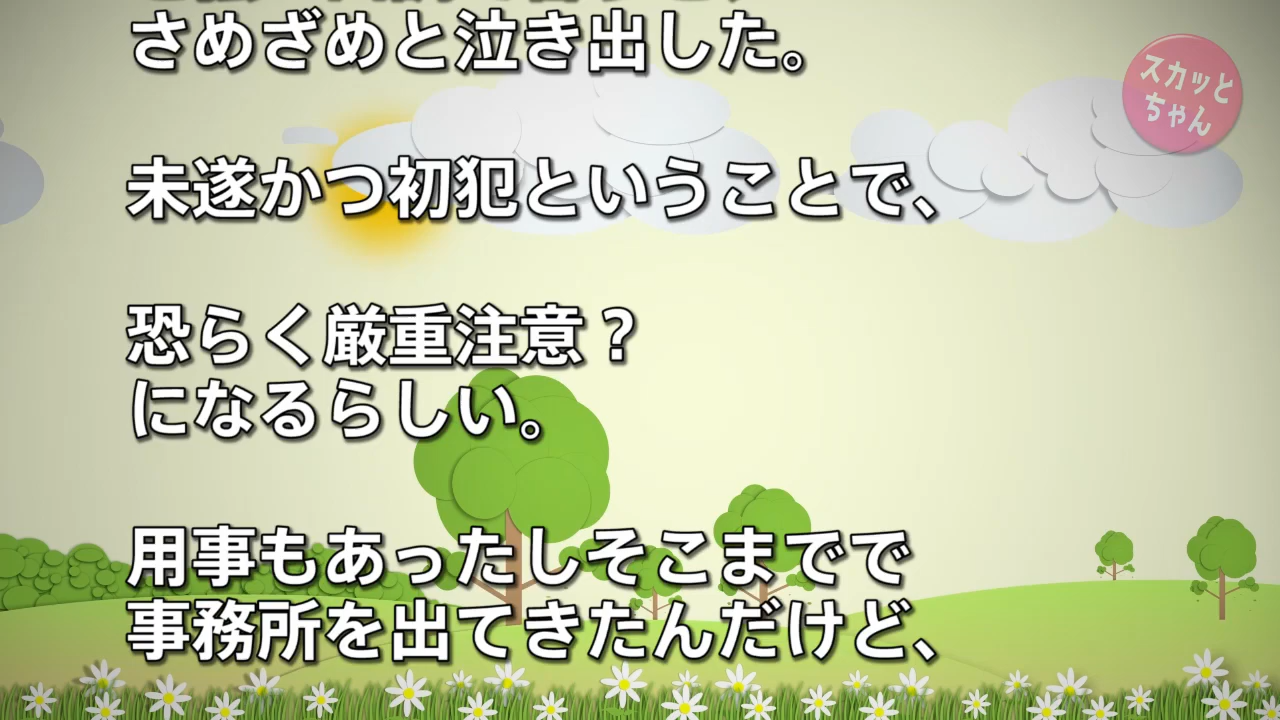 さめざめと泣き出した。
スカッと
ちゃん
未遂かつ初犯ということで、
恐らく厳重注意？
になるらしい。
用事もあったしそこまでで
事務所を出てきたんだけど、